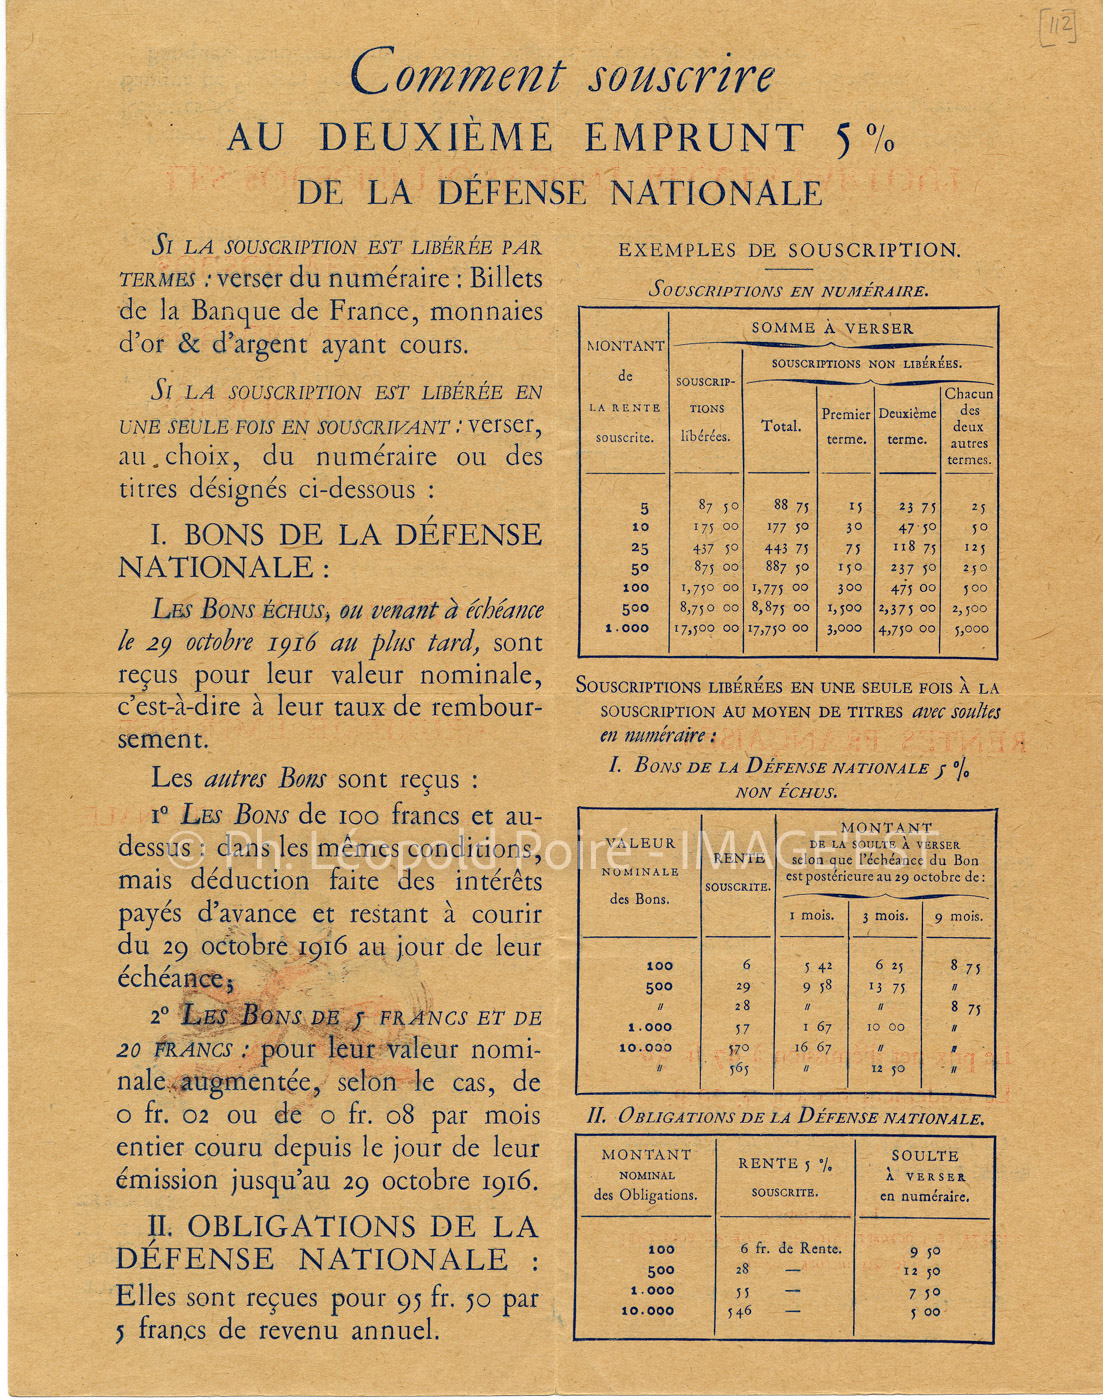 [112]
Comment souscrire
AU DEUXIÈME EMPRUNT 5 %
DE LA DÉFENSE NATIONALE
SI LA SOUSCRIPTION EST LIBÉRÉE PAR
TERMES : verser du numéraire : Billets
de la Banque de France, monnaies
d'or & d'argent ayant cours.
SI LA SOUSCRIPTION EST LIBÉRÉE EN
UNE SEULE FOIS EN SOUSCRIVANT : verser,
au choix, du numéraire ou des
titres désignés ci-dessous :
I. BONS DE LA DÉFENSE
NATIONALE :
LES BONS ÉCHUS, ou venant à échéance
le 29 octobre 1916 au plus tard, sont
reçus pour leur valeur nominale,
c'est-à-dire à leur taux de rembour-
sement.
Les autres Bons sont reçus :
1° LES BONS de 100 francs et au-
dessus : dans les mêmes conditions,
mais déduction faite des intérêts
payés d'avance et restant à courir
du 29 octobre 1916 au jour de leur
échéance;
2° LES BONS DE 5 FRANCS ET DE
20 FRANCS : pour leur valeur nomi-
nale augmentée, selon le cas, de
0 fr. 02 ou de 0 fr. 08 par mois
entier couru depuis le jour de leur
émission jusqu'au 29 octobre 1916.
II. OBLIGATIONS DE LA
DÉFENSE NATIONALE :
Elles sont reçues pour 95 fr. 50 par
5 francs de revenu annuel.
EXEMPLES DE SOUSCRIPTION.
SOUSCRIPTIONS EN NUMÉRAIRE.
MONTANT
de
LA RENTE
souscrite.
SOMME À VERSER
SOUSCRIP-
TIONS
libérées.
SOUSCRIPTIONS NON LIBÉRÉES.
Total.
Premier
terme.
Deuxième
terme.
Chacun
des
deux
autres
termes.
5 87 50 88 75 15 23 75 25
10 175 00 177 50 30 47 50 50
25 437 50 443 75 75 118 75 125
50 875 00 887 50 150 237 50 250
100 1,750 00 1,775 00 300 475 00 500
500 8,750 00 8,875 00 1,500 2,375 00 2,500
1.000 17,500 00 17,750 00 3,000 4,750 00 5,000
SOUSCRIPTIONS LIBÉRÉES EN UNE SEULE FOIS À LA
SOUSCRIPTION AU MOYEN DE TITRES avec soultes
en numéraire :
I. BONS DE LA DÉFENSE NATIONALE 5 %
NON ÉCHUS.
VALEUR
NOMINALE
des Bons.
RENTE
SOUSCRITE.
MONTANT
DE LA SOULTE À VERSER
selon que l'échéance du Bon
est postérieure au 29 octobre de :
1 mois. 3 mois. 9 mois.
100 6 5 42 6 25 8 75
500 29 9 58 13 75 "
" 28 " " 8 75
1.000 57 1 67 10 00 "
10.000 570 16 67 " "
" 565 " 12 50 "
II. OBLIGATIONS DE LA DÉFENSE NATIONALE.
MONTANT
NOMINAL
des Obligations.
RENTE 5 %
SOUSCRITE.
SOULTE
À VERSER
en numéraire.
100 6 fr. de Rente. 9 50
500 28 — 12 50
1.000 55 — 7 50
10.000 546 — 5 00
© Ph. Léopold Poiré - IMAGE'EST